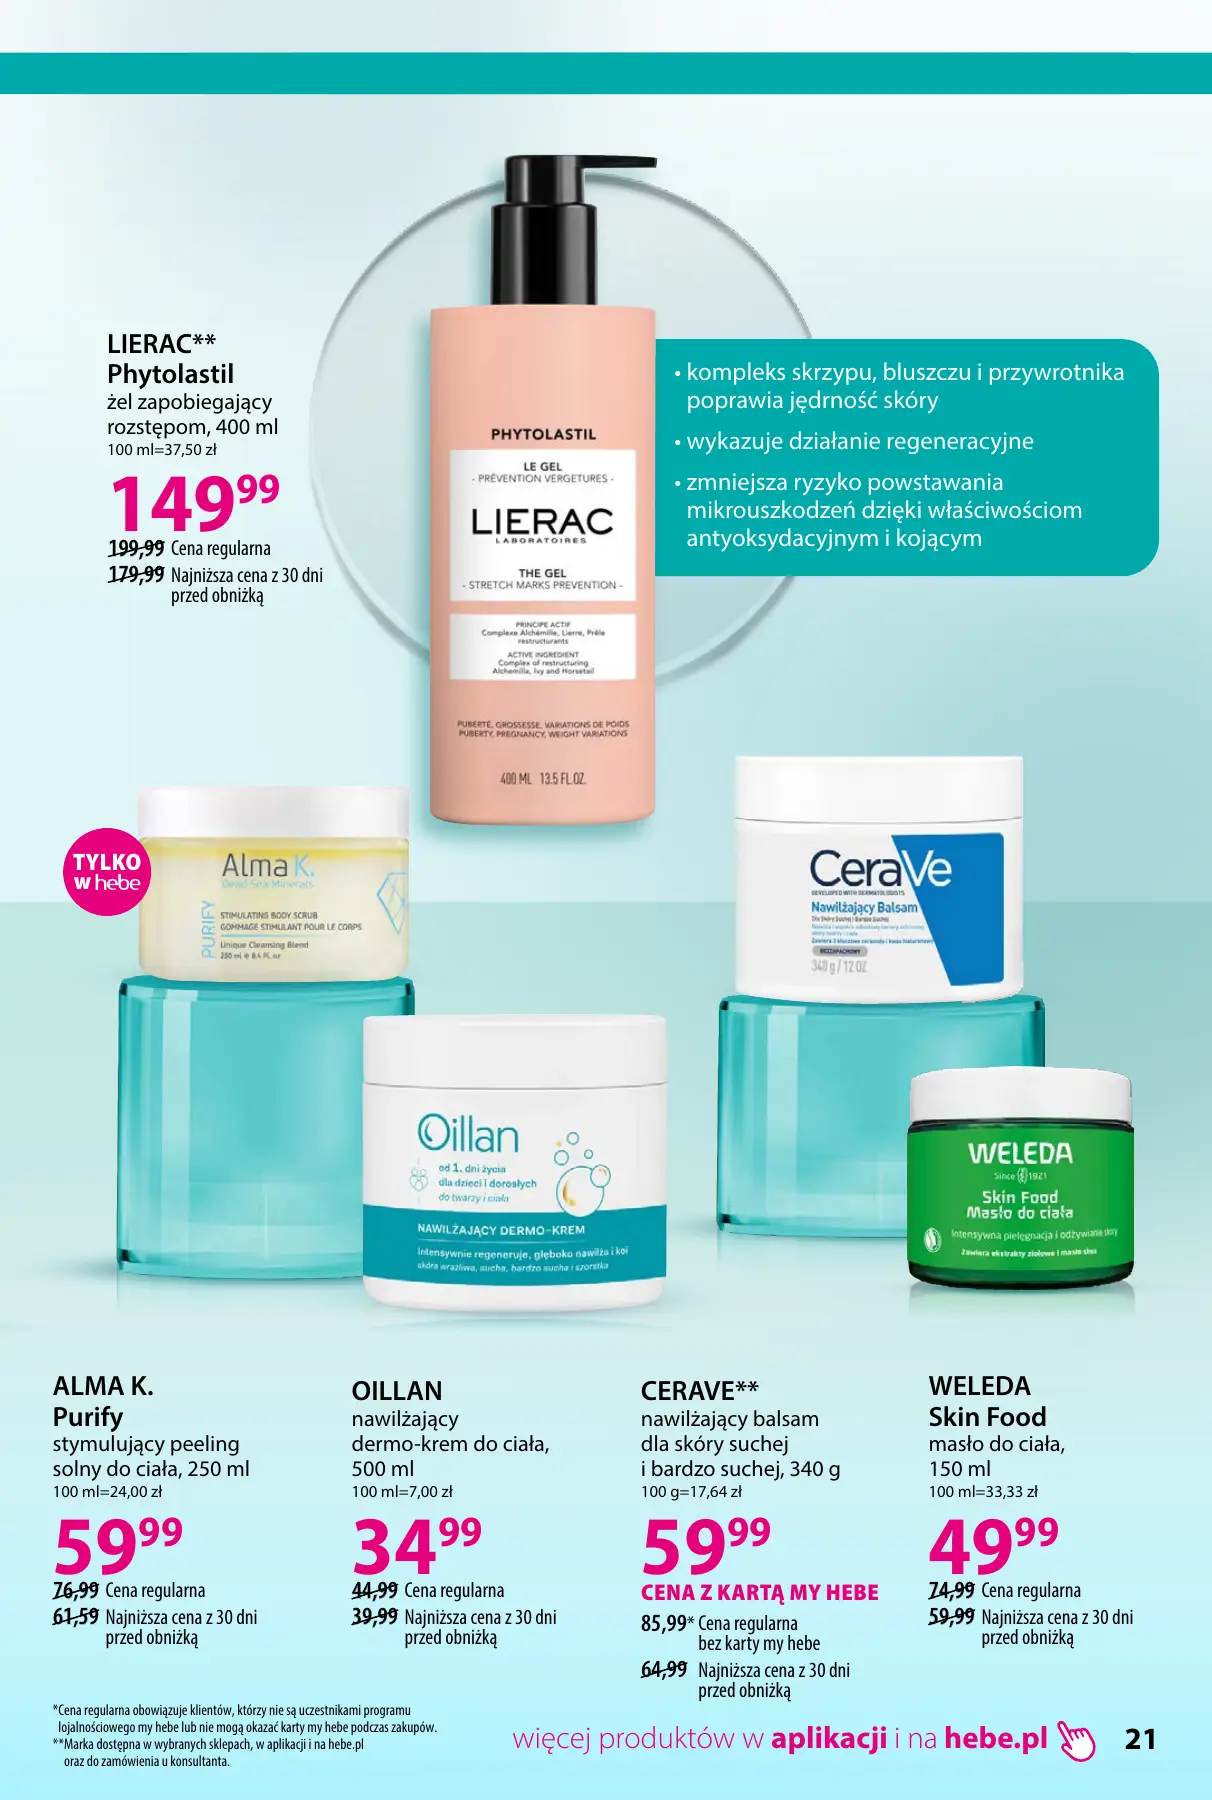 LIERAC**
Phytolastil
żel zapobiegający
rozstępom, 400 ml
100 ml=37,50 zł
14999
199,99 Cena regularna
179,99 Najniższa cena z 30 dni
przed obniżką
PHYTOLASTIL
LE GEL
- PRÉVENTION VERGETURES -
LIERAC
LABORATOIRES
THE GEL
- STRETCH MARKS PREVENTION -
PRINCIPE ACTIF
Complexe Alchémille, Lierre, Prêle
restructurants
ACTIVE INGREDIENT
Complex of restructuring
Alchemilla, Ivy and Horsetail
PUBERTÉ, GROSSESSE, VARIATIONS DE POIDS
PUBERTY, PREGNANCY, WEIGHT VARIATIONS
400 ML 13.5 FL.OZ.
• kompleks skrzypu, bluszczu i przywrotnika
poprawia jędrność skóry
• wykazuje działanie regeneracyjne
• zmniejsza ryzyko powstawania
mikrouszkodzeń dzięki właściwościom
antyoksydacyjnym i kojącym
TYLKO
w hebe
Alma K.
Dead Sea Minerals
PURIFY
STIMULATING BODY SCRUB
GOMMAGE STIMULANT POUR LE CORPS
Unique Cleansing Blend
250 ml e 8.4 FL.oz
CeraVe
DEVELOPED WITH DERMATOLOGISTS
Nawilżający Balsam
Dla Skóry Suchej i Bardzo Suchej
BEZZAPACHOWY
340 g / 12 OZ
Oillan
od 1. dni życia
dla dzieci i dorosłych
do twarzy i ciała
NAWILŻAJĄCY DERMO-KREM
Intensywnie regeneruje, głęboko nawilża i koi
skóra wrażliwa, sucha, bardzo sucha i szorstka
WELEDA
Since 1921
Skin Food
Masło do ciała
Intensywna pielęgnacja i odżywianie skóry
Zawiera ekstrakty ziołowe i masło shea
ALMA K.
Purify
stymulujący peeling
solny do ciała, 250 ml
100 ml=24,00 zł
5999
76,99 Cena regularna
61,59 Najniższa cena z 30 dni
przed obniżką
OILLAN
nawilżający
dermo-krem do ciała,
500 ml
100 ml=7,00 zł
3499
44,99 Cena regularna
39,99 Najniższa cena z 30 dni
przed obniżką
CERAVE**
nawilżający balsam
dla skóry suchej
i bardzo suchej, 340 g
100 g=17,64 zł
5999
CENA Z KARTĄ MY HEBE
85,99* Cena regularna
bez karty my hebe
64,99 Najniższa cena z 30 dni
przed obniżką
WELEDA
Skin Food
masło do ciała,
150 ml
100 ml=33,33 zł
4999
74,99 Cena regularna
59,99 Najniższa cena z 30 dni
przed obniżką
*Cena regularna obowiązuje klientów, którzy nie są uczestnikami programu
lojalnościowego my hebe lub nie mogą okazać karty my hebe podczas zakupów.
**Marka dostępna w wybranych sklepach, w aplikacji i na hebe.pl
oraz do zamówienia u konsultanta.
więcej produktów w aplikacji i na hebe.pl
21